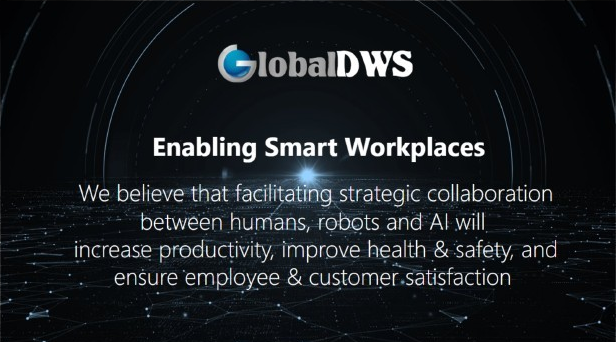 GlobalDWS
Enabling Smart Workplaces
We believe that facilitating strategic collaboration
between humans, robots and AI will
increase productivity, improve health & safety, and
ensure employee & customer satisfaction